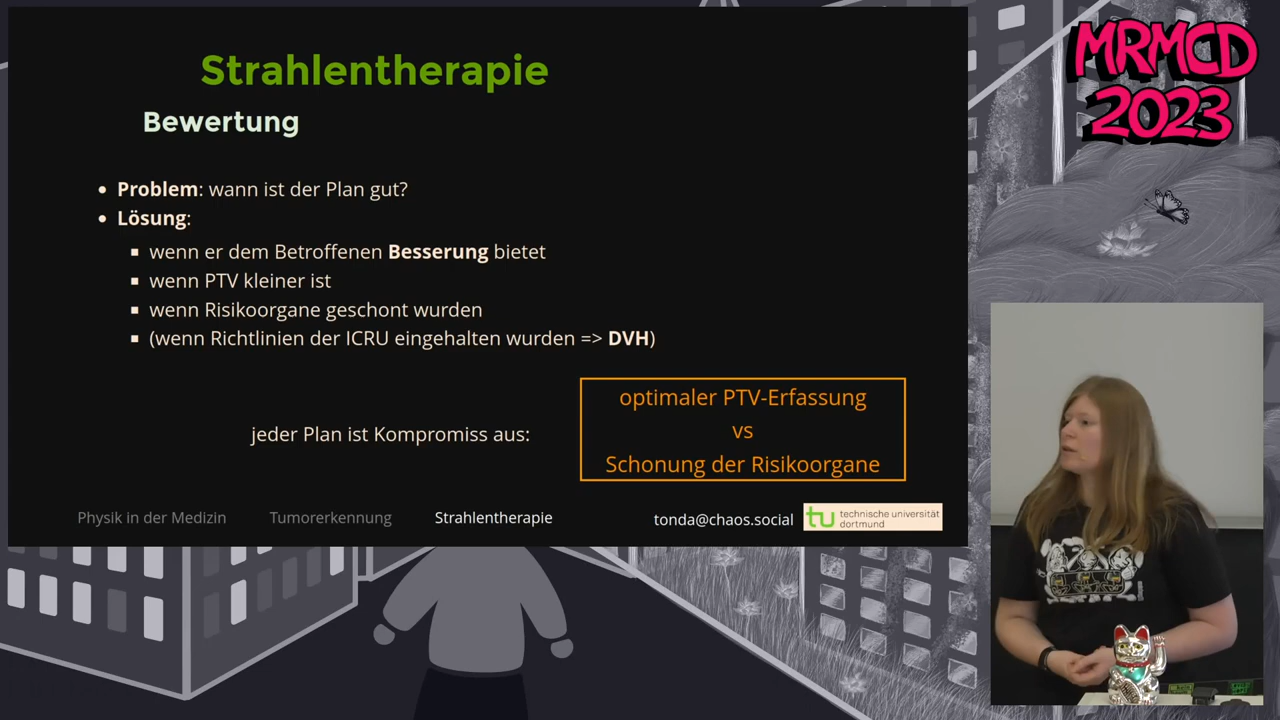 Strahlentherapie
Bewertung
Problem: wann ist der Plan gut?
Lösung:
wenn er dem Betroffenen Besserung bietet
wenn PTV kleiner ist
wenn Risikoorgane geschont wurden
(wenn Richtlinien der ICRU eingehalten wurden => DVH)
jeder Plan ist Kompromiss aus:
optimaler PTV-Erfassung
vs
Schonung der Risikoorgane
Physik in der Medizin
Tumorerkennung
Strahlentherapie
tonda@chaos.social
tu technische universität
dortmund
MRMCD
2023